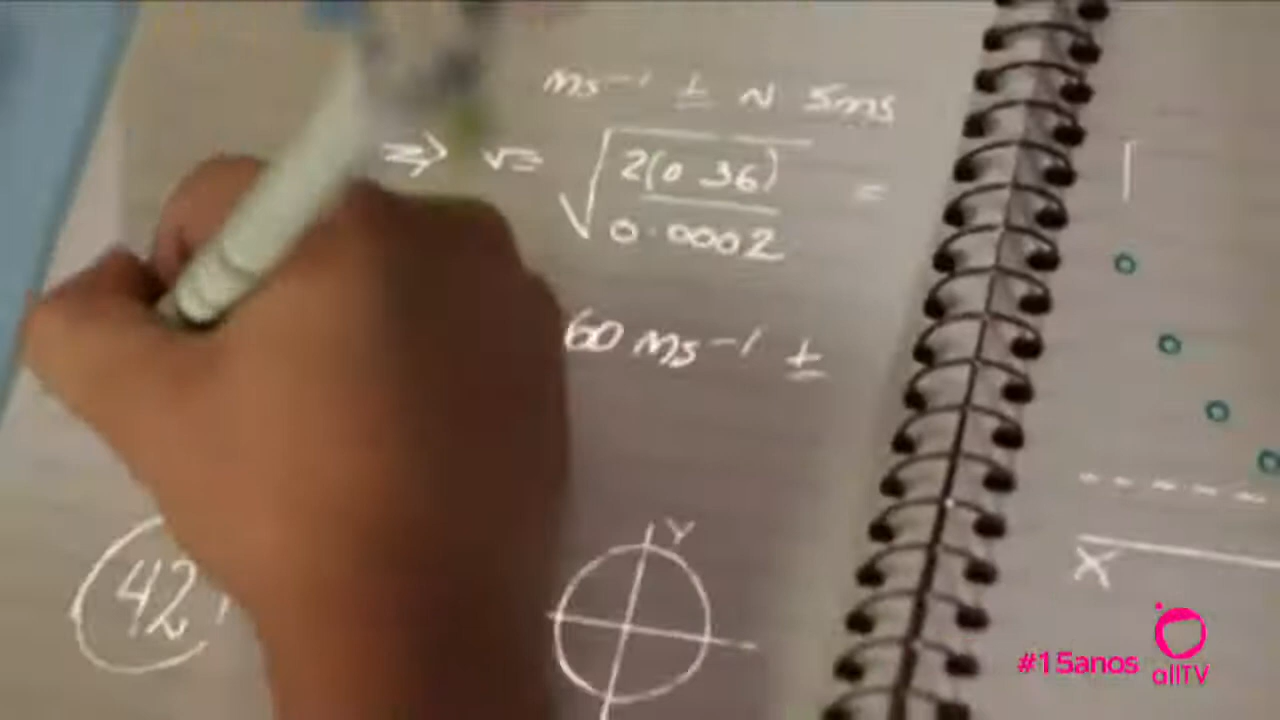 ms⁻¹ ± N 5ms
⇒ v= √(2(0 36) / 0.0002) =
60 ms⁻¹ ±
42
Y
X
#15anos
allTV